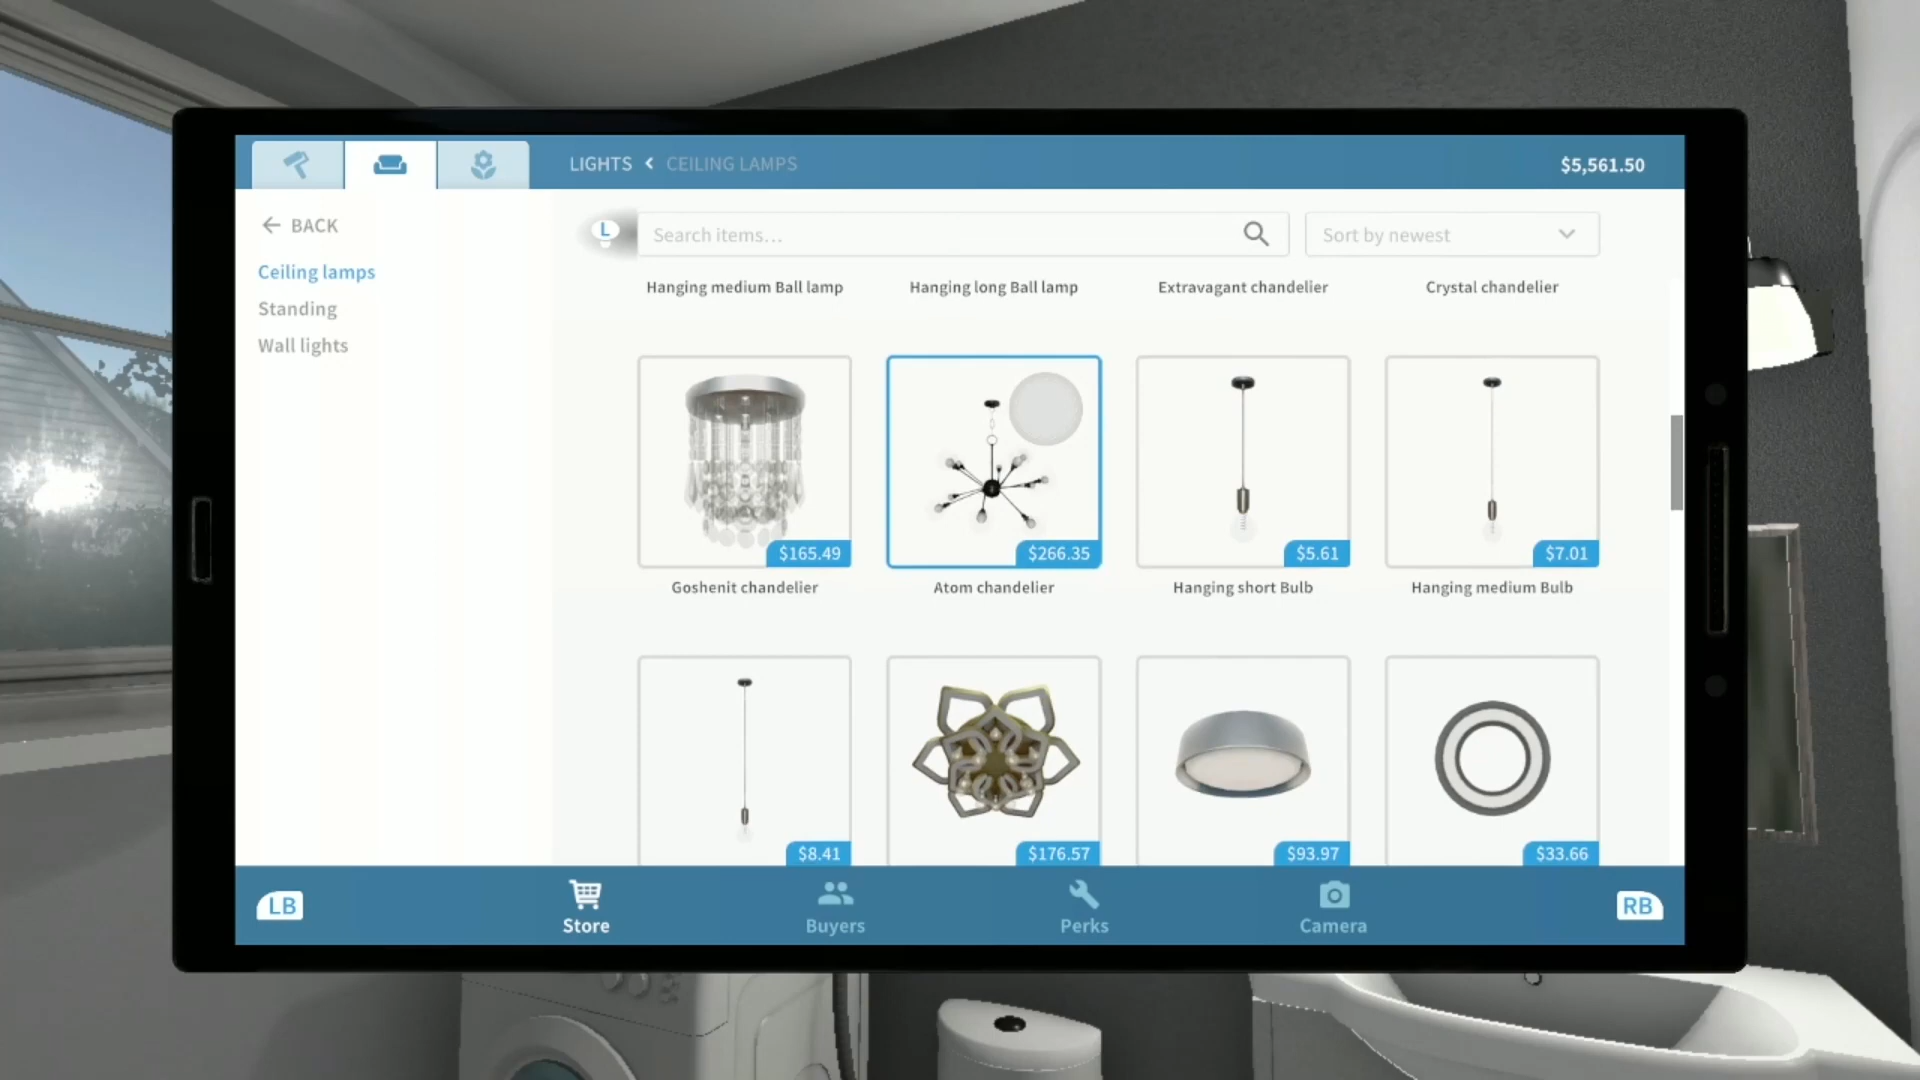 LIGHTS < CEILING LAMPS
$5,561.50
BACK
Ceiling lamps
Standing
Wall lights
L
Search items...
Sort by newest
Hanging medium Ball lamp
Hanging long Ball lamp
Extravagant chandelier
Crystal chandelier
$165.49
$266.35
$5.61
$7.01
Goshenit chandelier
Atom chandelier
Hanging short Bulb
Hanging medium Bulb
$8.41
$176.57
$93.97
$33.66
LB
Store
Buyers
Perks
Camera
RB